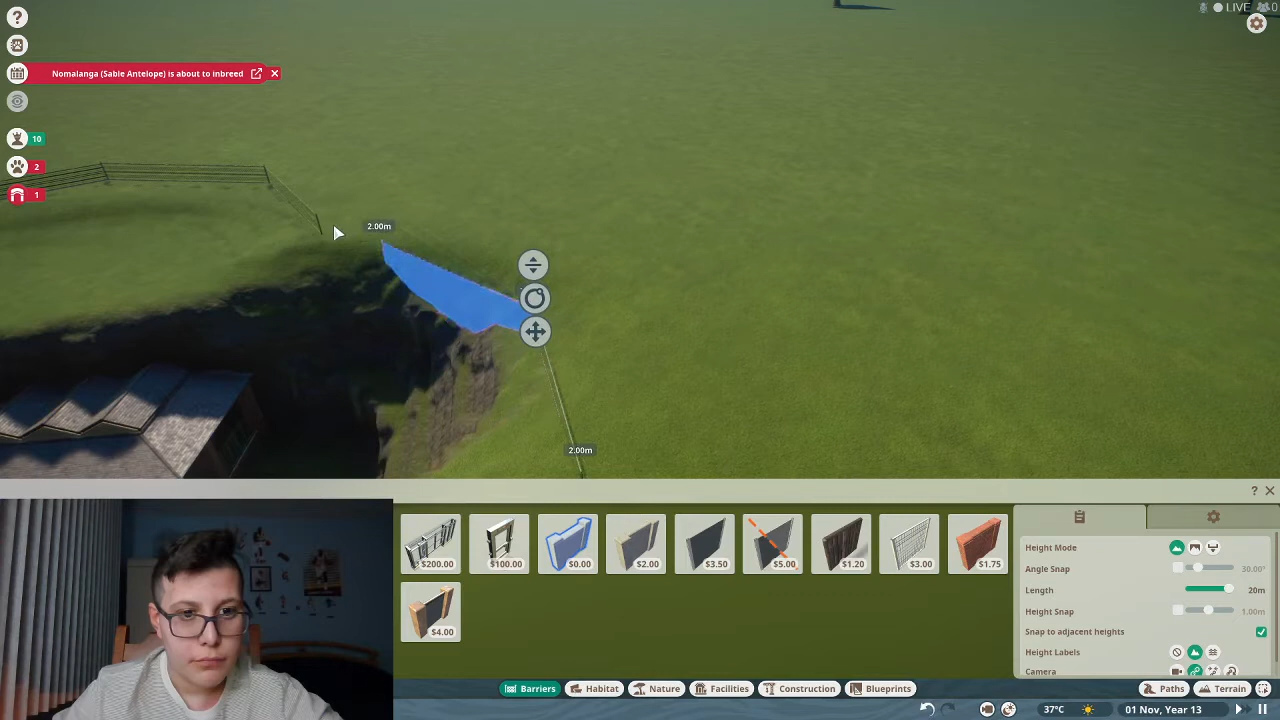 LIVE 0
Nomalanga (Sable Antelope) is about to inbreed
10
2
1
2.00m
2.00m
$200.00
$100.00
$0.00
$2.00
$3.50
$5.00
$1.20
$3.00
$1.75
$4.00
Height Mode
Angle Snap 30.00°
Length 20m
Height Snap 1.00m
Snap to adjacent heights
Height Labels
Camera
Barriers
Habitat
Nature
Facilities
Construction
Blueprints
Paths
Terrain
37°C
01 Nov, Year 13